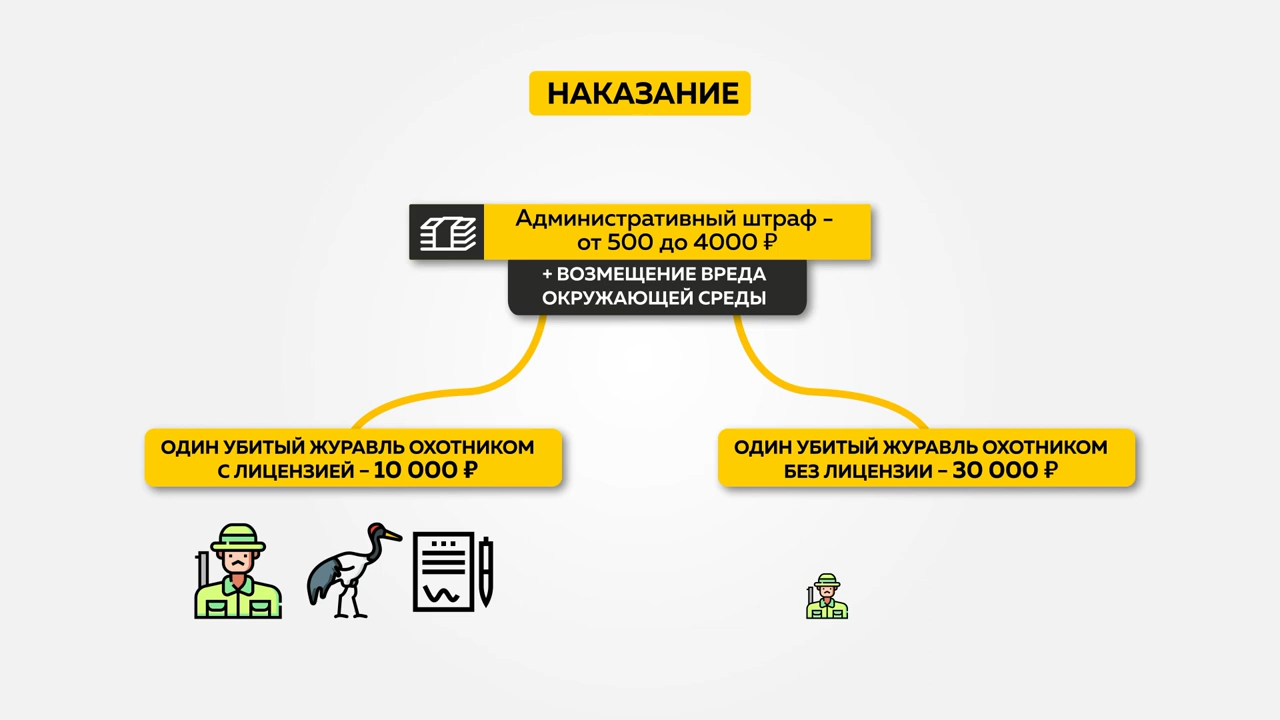 НАКАЗАНИЕ
Административный штраф –
от 500 до 4000 ₽
+ ВОЗМЕЩЕНИЕ ВРЕДА
ОКРУЖАЮЩЕЙ СРЕДЫ
ОДИН УБИТЫЙ ЖУРАВЛЬ ОХОТНИКОМ
С ЛИЦЕНЗИЕЙ – 10 000 ₽
ОДИН УБИТЫЙ ЖУРАВЛЬ ОХОТНИКОМ
БЕЗ ЛИЦЕНЗИИ – 30 000 ₽